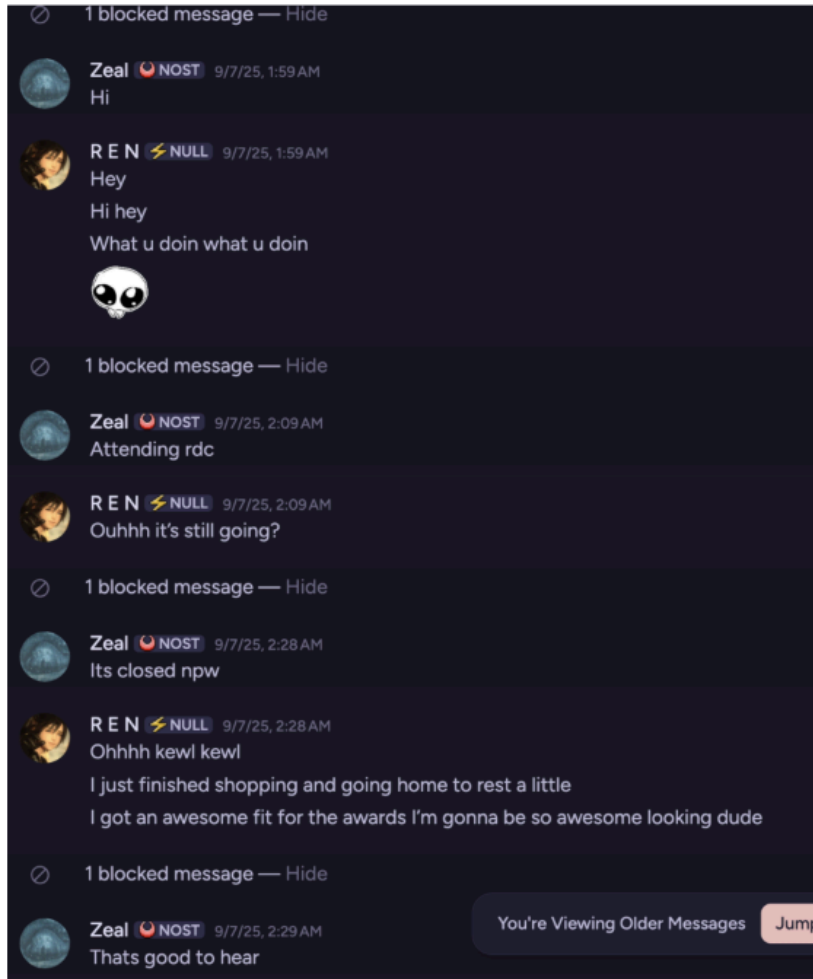 1 blocked message — Hide
Zeal NOST 9/7/25, 1:59 AM
Hi
R E N NULL 9/7/25, 1:59 AM
Hey
Hi hey
What u doin what u doin
1 blocked message — Hide
Zeal NOST 9/7/25, 2:09 AM
Attending rdc
R E N NULL 9/7/25, 2:09 AM
Ouhhh it’s still going?
1 blocked message — Hide
Zeal NOST 9/7/25, 2:28 AM
Its closed npw
R E N NULL 9/7/25, 2:28 AM
Ohhhh kewl kewl
I just finished shopping and going home to rest a little
I got an awesome fit for the awards I’m gonna be so awesome looking dude
1 blocked message — Hide
Zeal NOST 9/7/25, 2:29 AM
Thats good to hear
You're Viewing Older Messages Jump